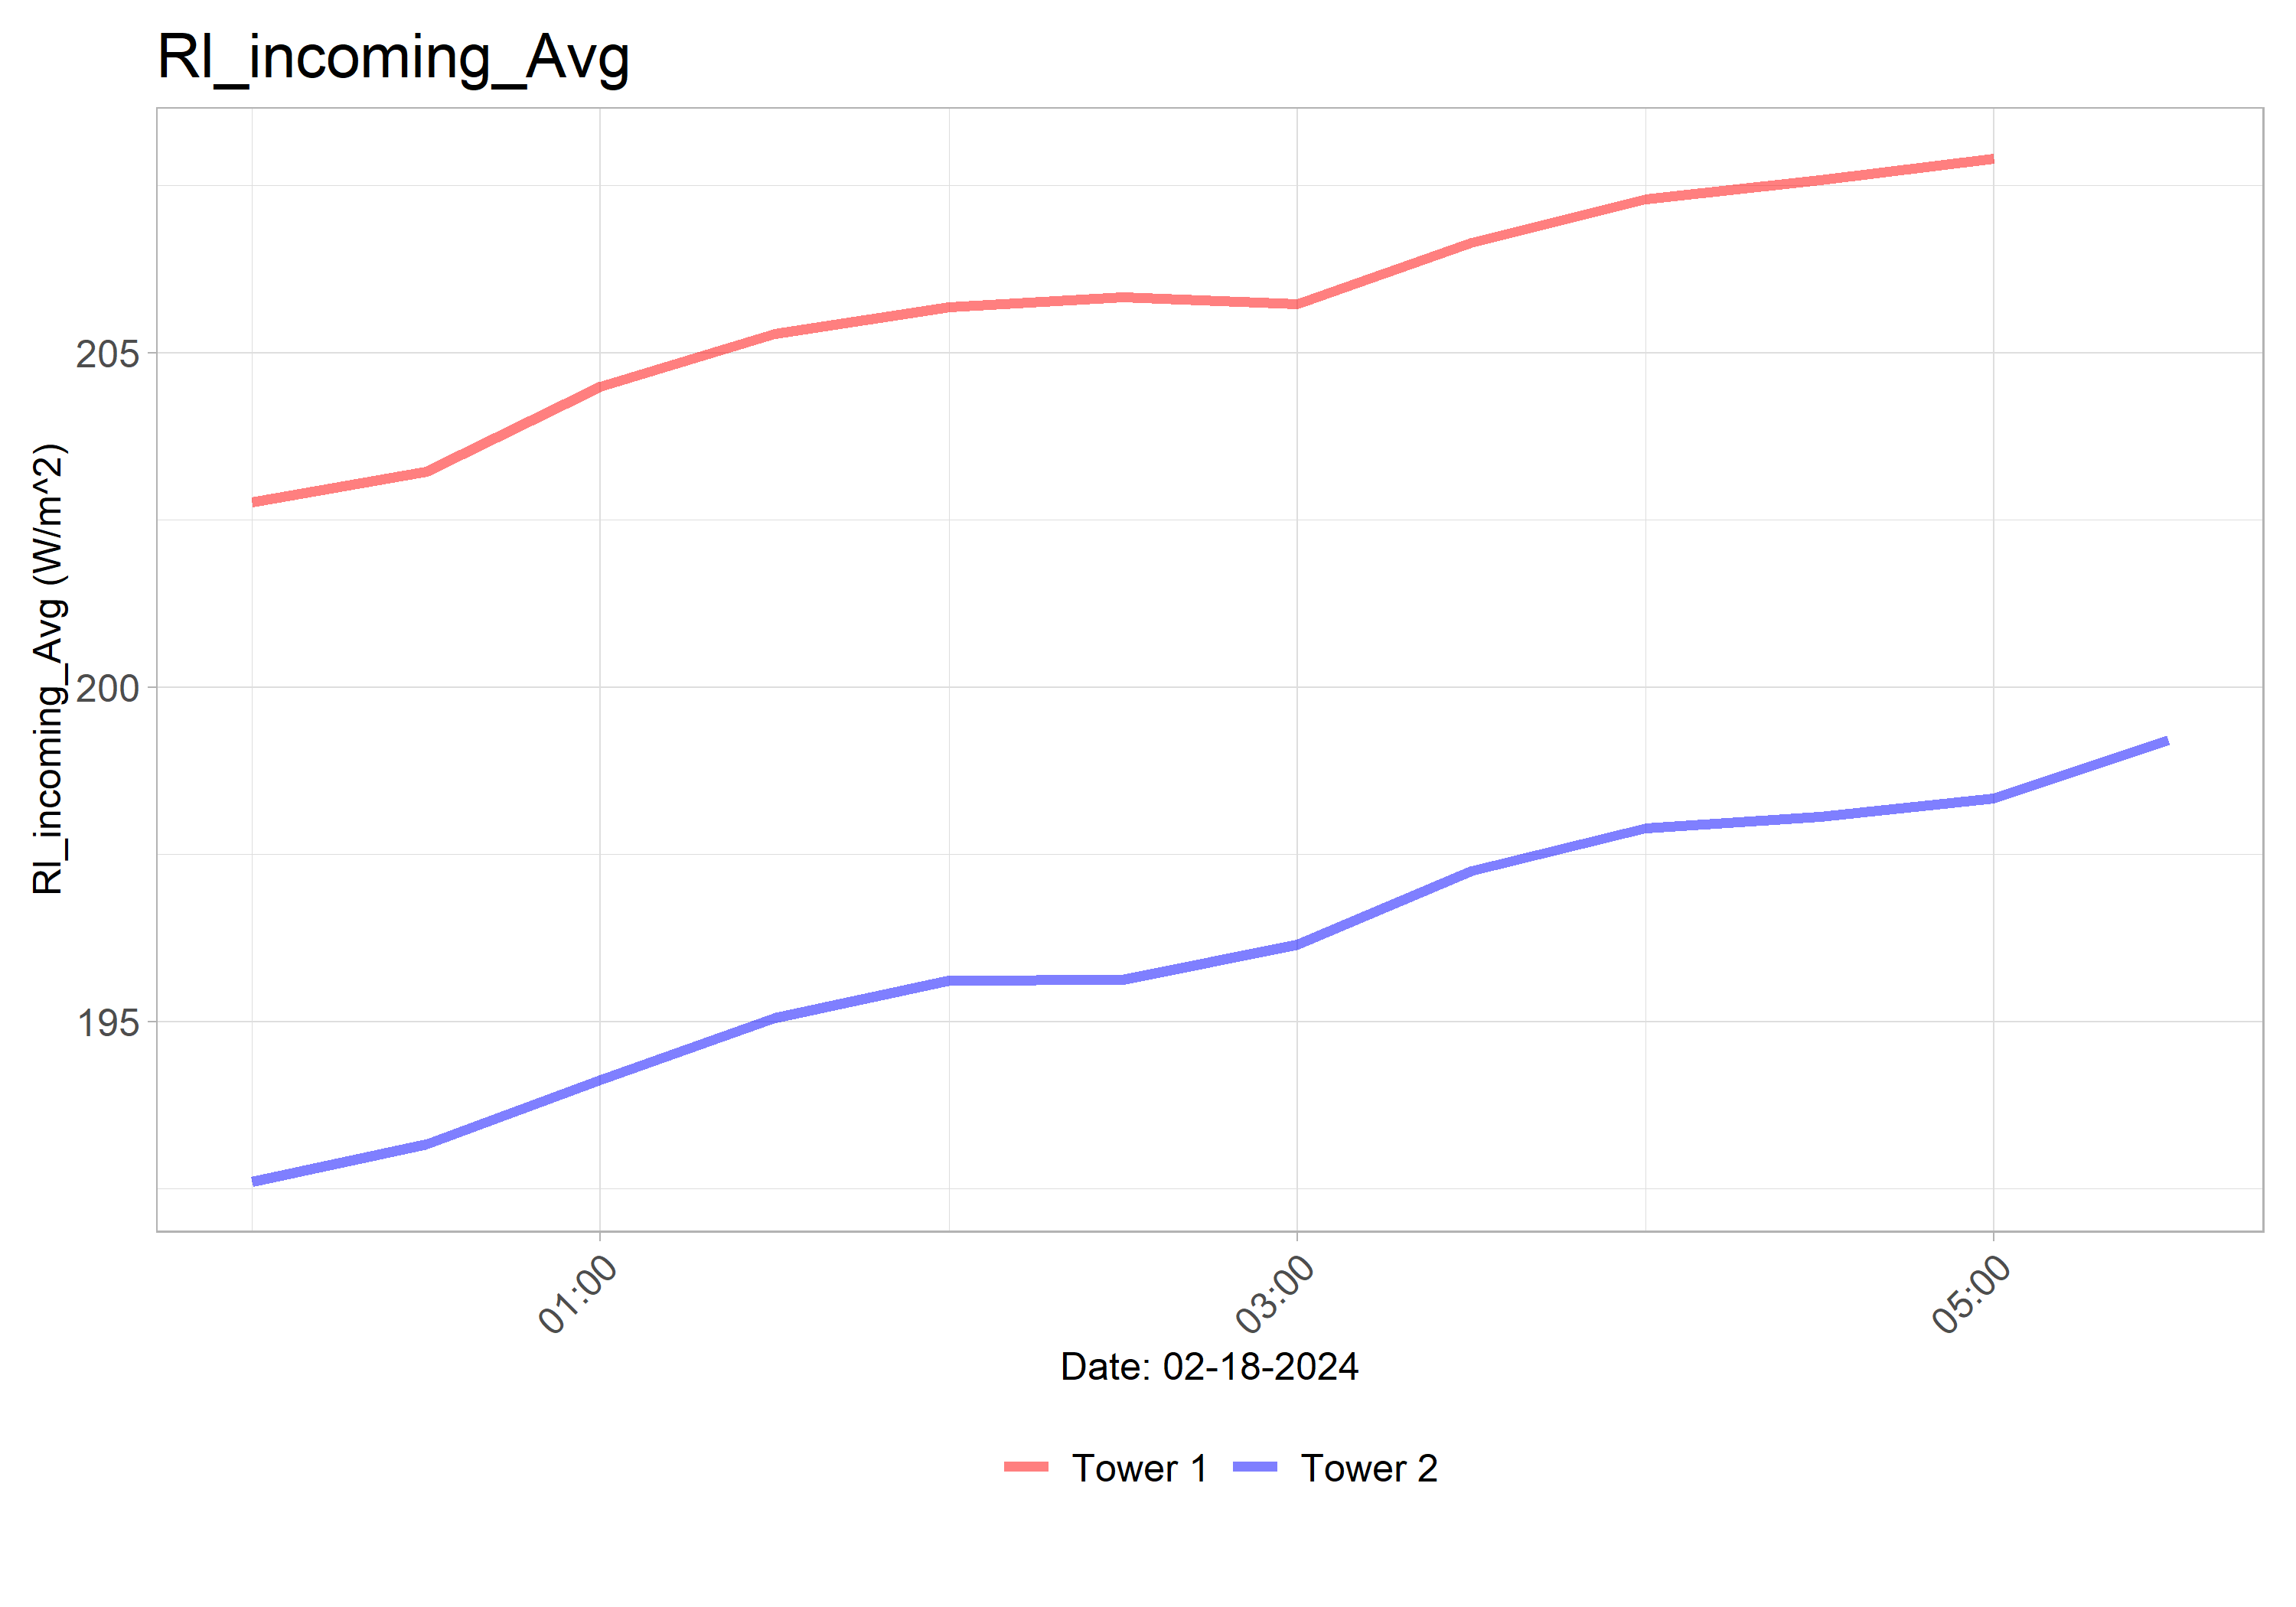 Rl_incoming_Avg
Rl_incoming_Avg (W/m^2)
205
200
195
01:00
03:00
05:00
Date: 02-18-2024
Tower 1
Tower 2